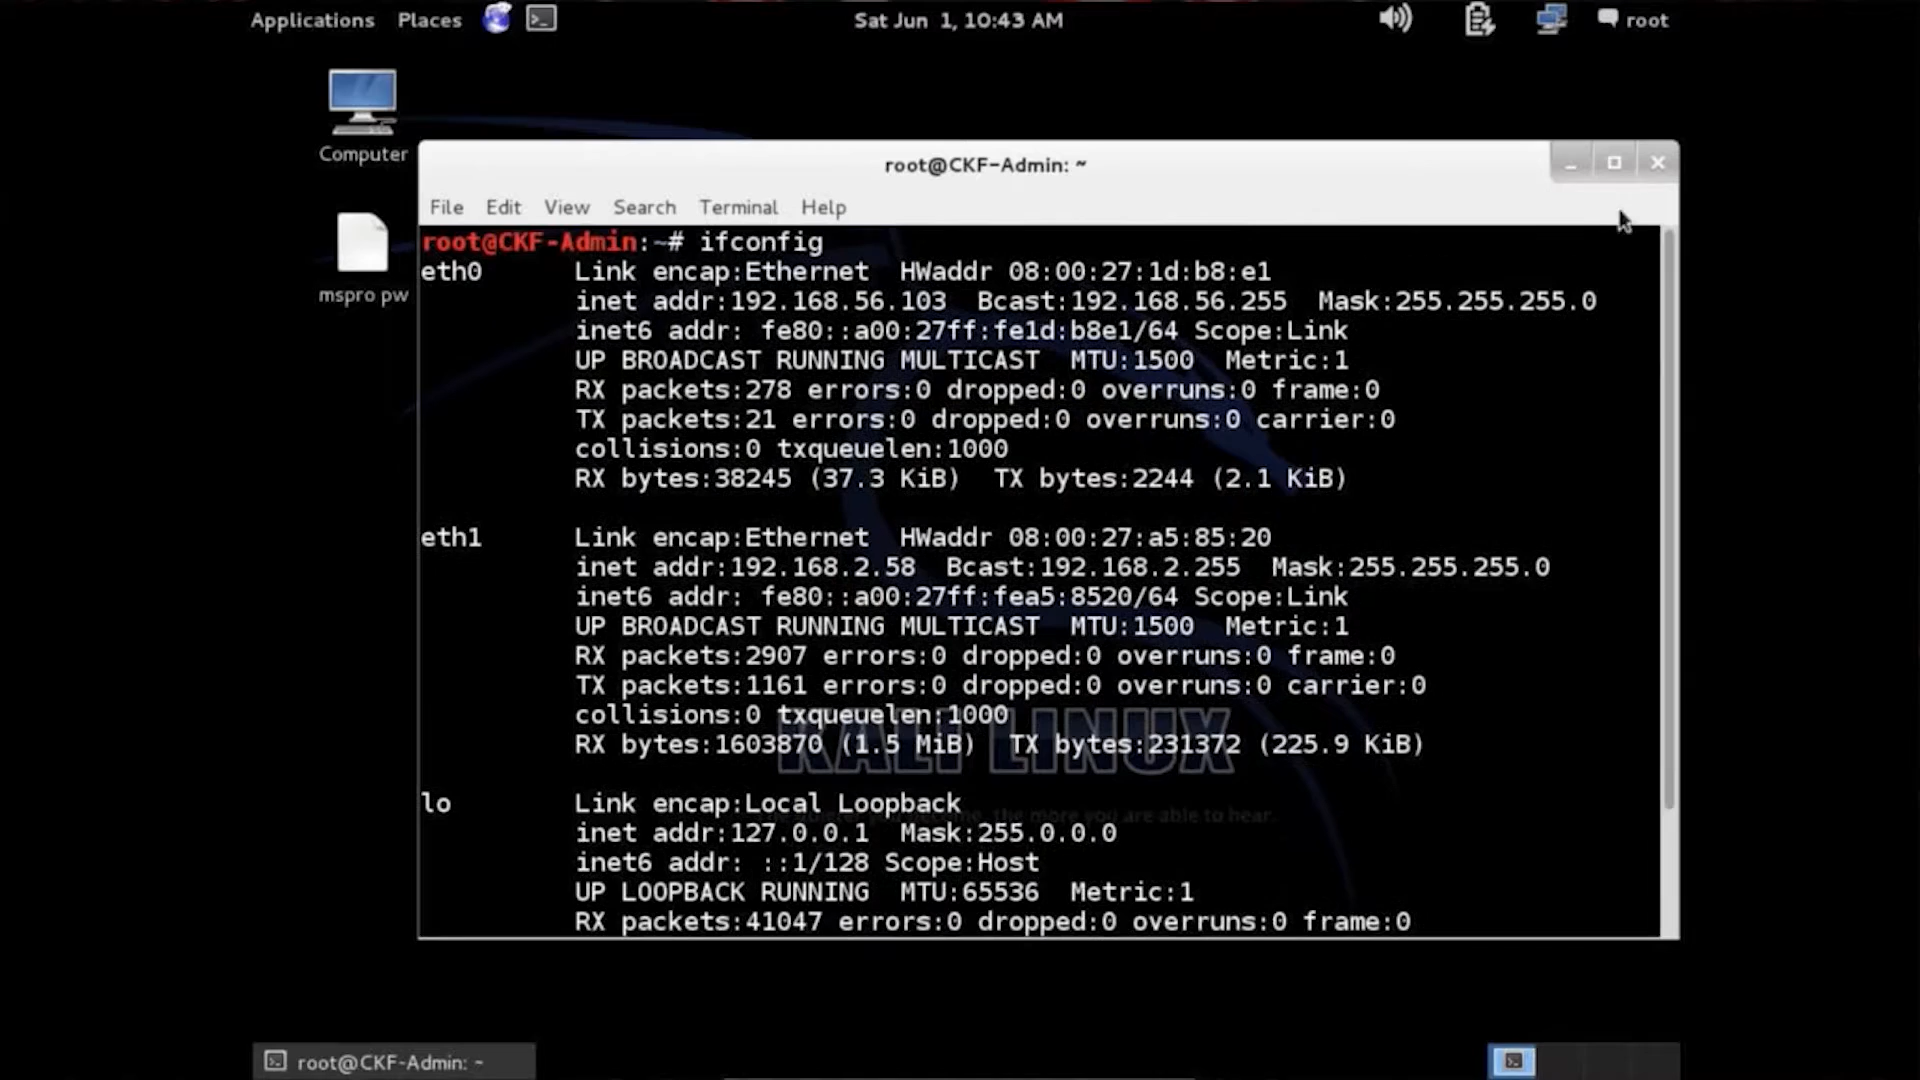 Applications Places Sat Jun 1, 10:43 AM root
Computer
mspro pw
root@CKF-Admin: ~
File Edit View Search Terminal Help
root@CKF-Admin:~# ifconfig
eth0 Link encap:Ethernet HWaddr 08:00:27:1d:b8:e1
inet addr:192.168.56.103 Bcast:192.168.56.255 Mask:255.255.255.0
inet6 addr: fe80::a00:27ff:fe1d:b8e1/64 Scope:Link
UP BROADCAST RUNNING MULTICAST MTU:1500 Metric:1
RX packets:278 errors:0 dropped:0 overruns:0 frame:0
TX packets:21 errors:0 dropped:0 overruns:0 carrier:0
collisions:0 txqueuelen:1000
RX bytes:38245 (37.3 KiB) TX bytes:2244 (2.1 KiB)
eth1 Link encap:Ethernet HWaddr 08:00:27:a5:85:20
inet addr:192.168.2.58 Bcast:192.168.2.255 Mask:255.255.255.0
inet6 addr: fe80::a00:27ff:fea5:8520/64 Scope:Link
UP BROADCAST RUNNING MULTICAST MTU:1500 Metric:1
RX packets:2907 errors:0 dropped:0 overruns:0 frame:0
TX packets:1161 errors:0 dropped:0 overruns:0 carrier:0
collisions:0 txqueuelen:1000
RX bytes:1603870 (1.5 MiB) TX bytes:231372 (225.9 KiB)
KALI LINUX
lo Link encap:Local Loopback
the more you are able to hear.
inet addr:127.0.0.1 Mask:255.0.0.0
inet6 addr: ::1/128 Scope:Host
UP LOOPBACK RUNNING MTU:65536 Metric:1
RX packets:41047 errors:0 dropped:0 overruns:0 frame:0
root@CKF-Admin: ~